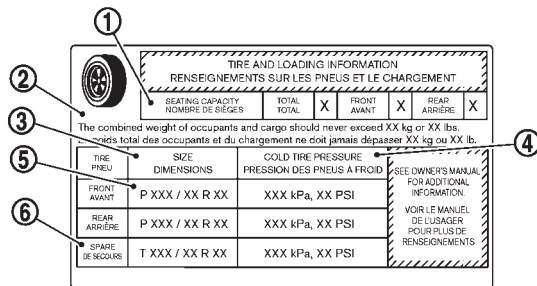 ①
TIRE AND LOADING INFORMATION
RENSEIGNEMENTS SUR LES PNEUS ET LE CHARGEMENT
②
SEATING CAPACITY
NOMBRE DE SIÈGES
TOTAL
TOTAL
X
FRONT
AVANT
X
REAR
ARRIÈRE
X
The combined weight of occupants and cargo should never exceed XX kg or XX lbs.
poids total des occupants et du chargement ne doit jamais dépasser XX kg ou XX lb.
③
④
TIRE
PNEU
SIZE
DIMENSIONS
COLD TIRE PRESSURE
PRESSION DES PNEUS A FROID
SEE OWNER'S MANUAL
FOR ADDITIONAL
INFORMATION.
VOIR LE MANUEL
DE L'USAGER
POUR PLUS DE
RENSEIGNEMENTS
⑤
FRONT
AVANT
P XXX / XX R XX
XXX kPa, XX PSI
REAR
ARRIÈRE
P XXX / XX R XX
XXX kPa, XX PSI
⑥
SPARE
DE SECOURS
T XXX / XX R XX
XXX kPa, XX PSI